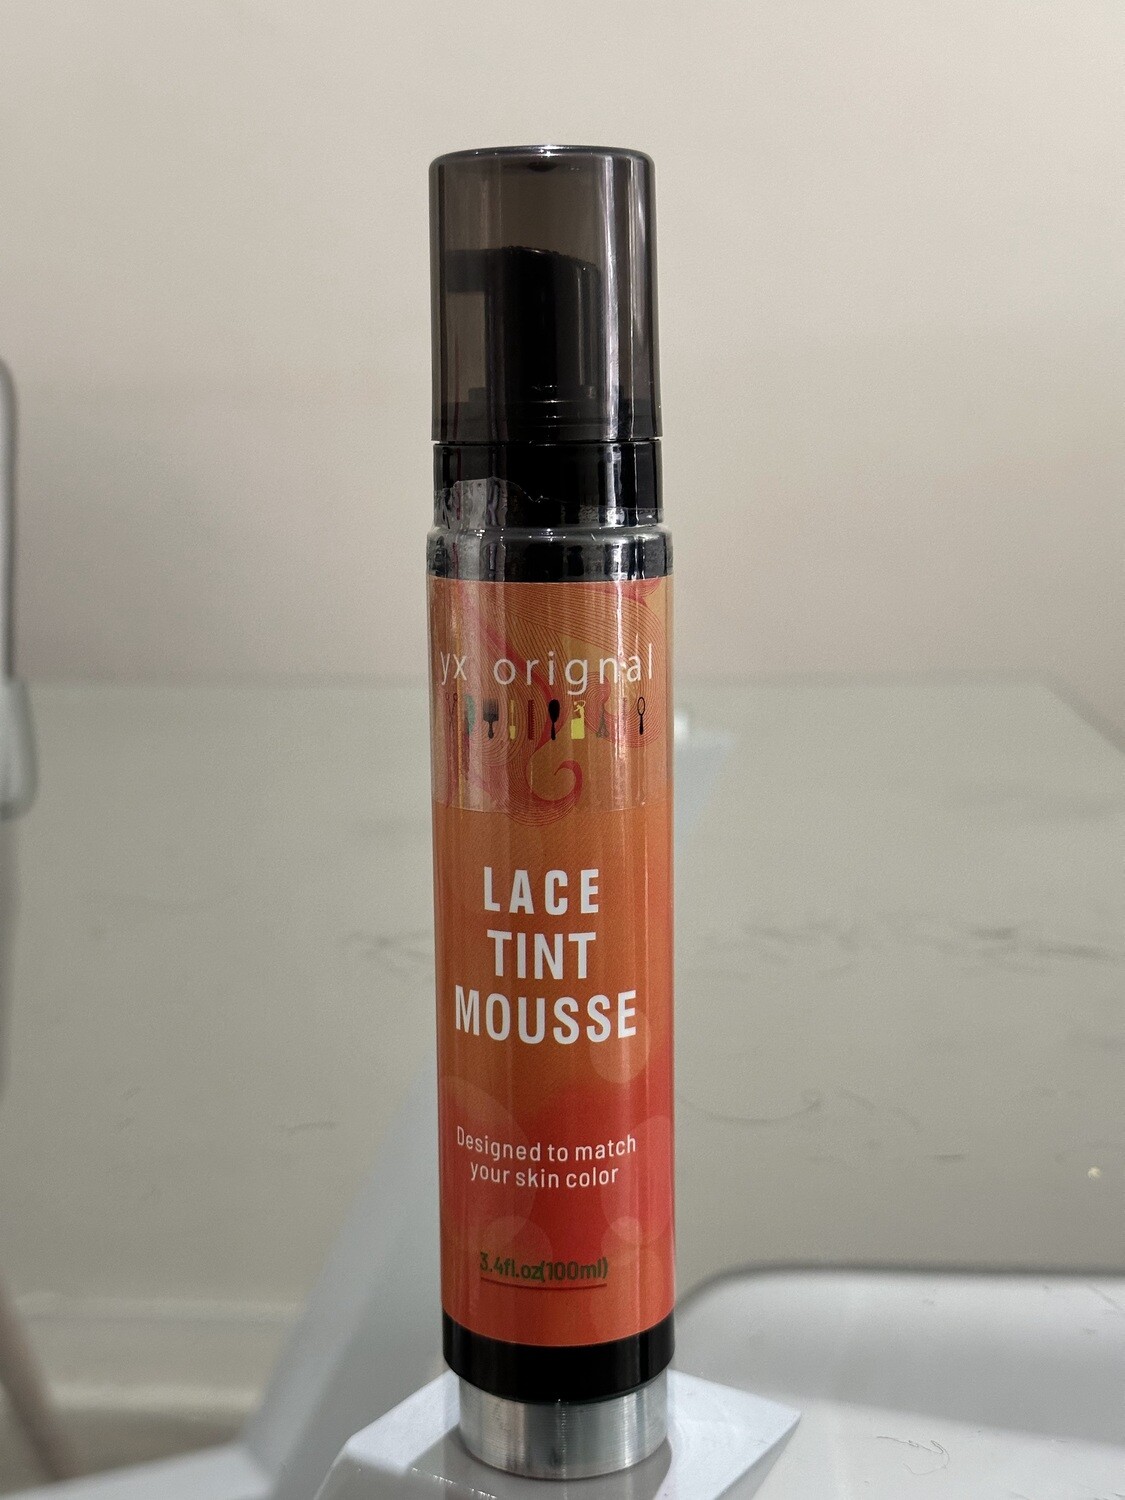 yx orignal
LACE
TINT
MOUSSE
Designed to match
your skin color
3.4fl.oz(100ml)